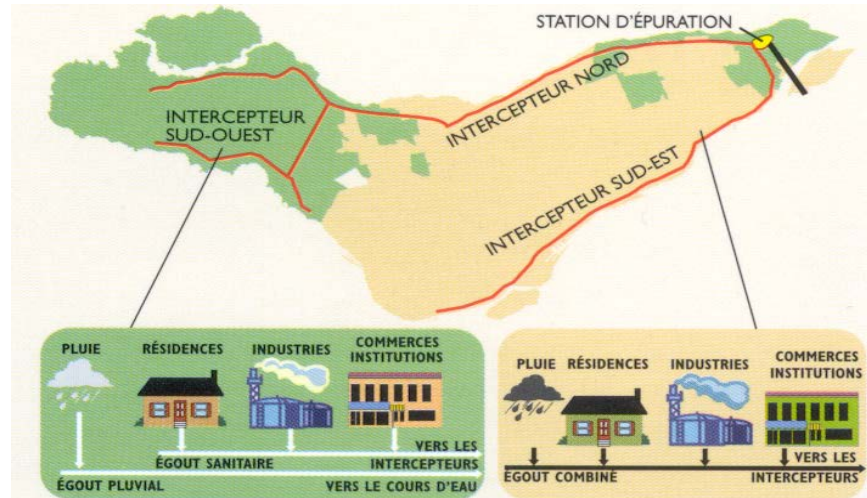 STATION D'ÉPURATION
INTERCEPTEUR NORD
INTERCEPTEUR
SUD-OUEST
INTERCEPTEUR SUD-EST
PLUIE
RÉSIDENCES
INDUSTRIES
COMMERCES
INSTITUTIONS
VERS LES
ÉGOUT SANITAIRE
INTERCEPTEURS
ÉGOUT PLUVIAL
VERS LE COURS D'EAU
PLUIE
RÉSIDENCES
INDUSTRIES
COMMERCES
INSTITUTIONS
VERS LES
ÉGOUT COMBINÉ
INTERCEPTEURS